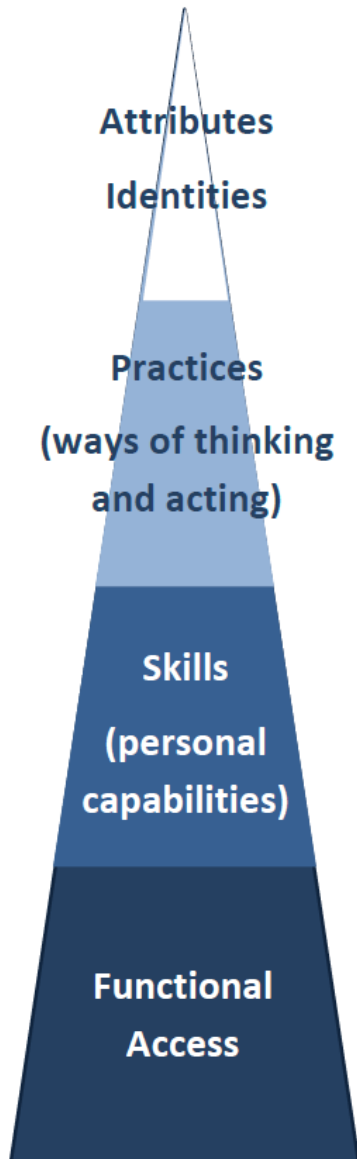 Attributes
Identities
Practices
(ways of thinking
and acting)
Skills
(personal
capabilities)
Functional
Access